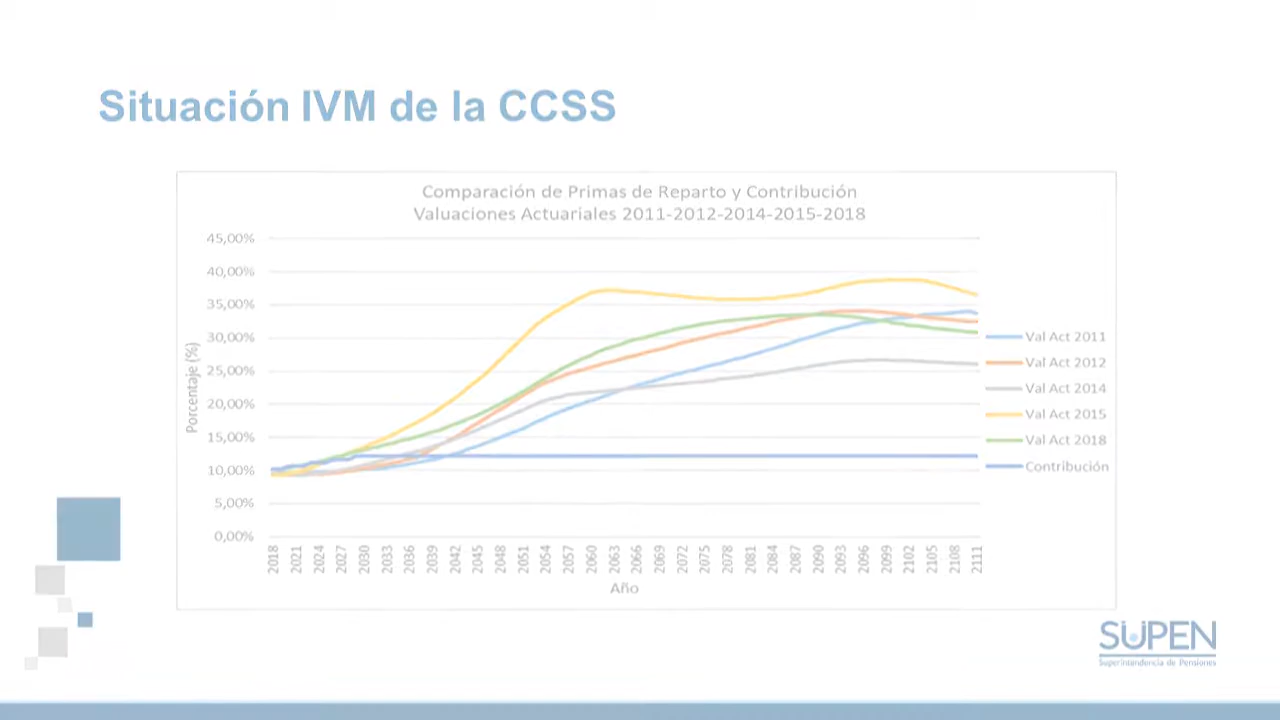 Situación IVM de la CCSS
Comparación de Primas de Reparto y Contribución
Valuaciones Actuariales 2011-2012-2014-2015-2018
45,00%
40,00%
35,00%
30,00%
25,00%
20,00%
15,00%
10,00%
5,00%
0,00%
Porcentaje (%)
2018 2021 2024 2027 2030 2033 2036 2039 2042 2045 2048 2051 2054 2057 2060 2063 2066 2069 2072 2075 2078 2081 2084 2087 2090 2093 2096 2099 2102 2105 2108 2111
Año
Val Act 2011
Val Act 2012
Val Act 2014
Val Act 2015
Val Act 2018
Contribución
SUPEN
Superintendencia de Pensiones